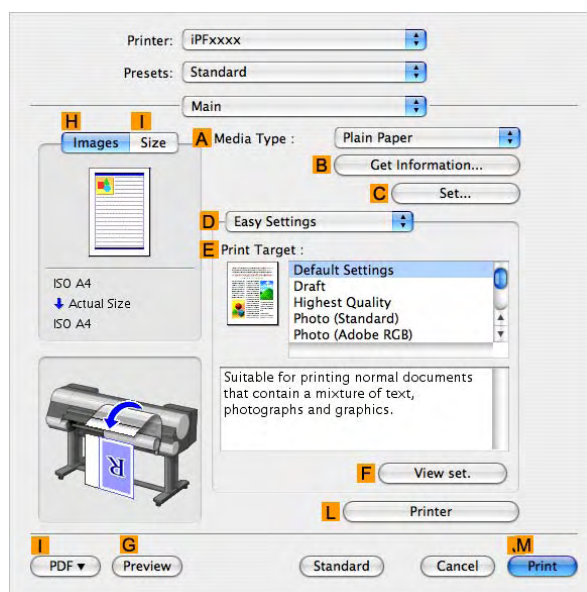 Printer: iPFxxxx
Presets: Standard
Main
H I
Images Size
A Media Type : Plain Paper
B Get Information...
C Set...
D Easy Settings
E Print Target :
Default Settings
Draft
Highest Quality
Photo (Standard)
Photo (Adobe RGB)
ISO A4
Actual Size
ISO A4
Suitable for printing normal documents
that contain a mixture of text,
photographs and graphics.
R
F View set.
L Printer
I G .M
PDF ▼ Preview Standard Cancel Print